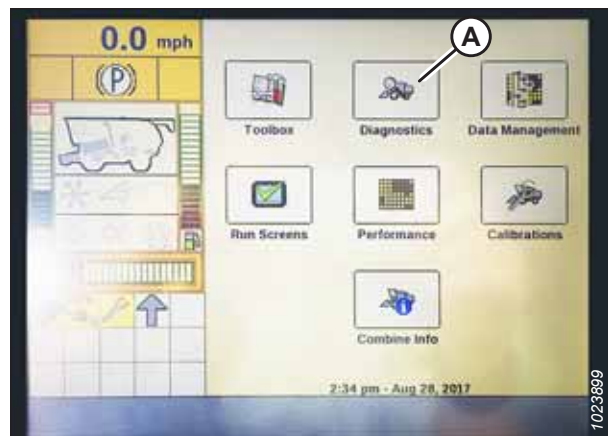 0.0 mph
(P)
A
Toolbox
Diagnostics
Data Management
Run Screens
Performance
Calibrations
Combine Info
2:34 pm - Aug 28, 2017
1023899